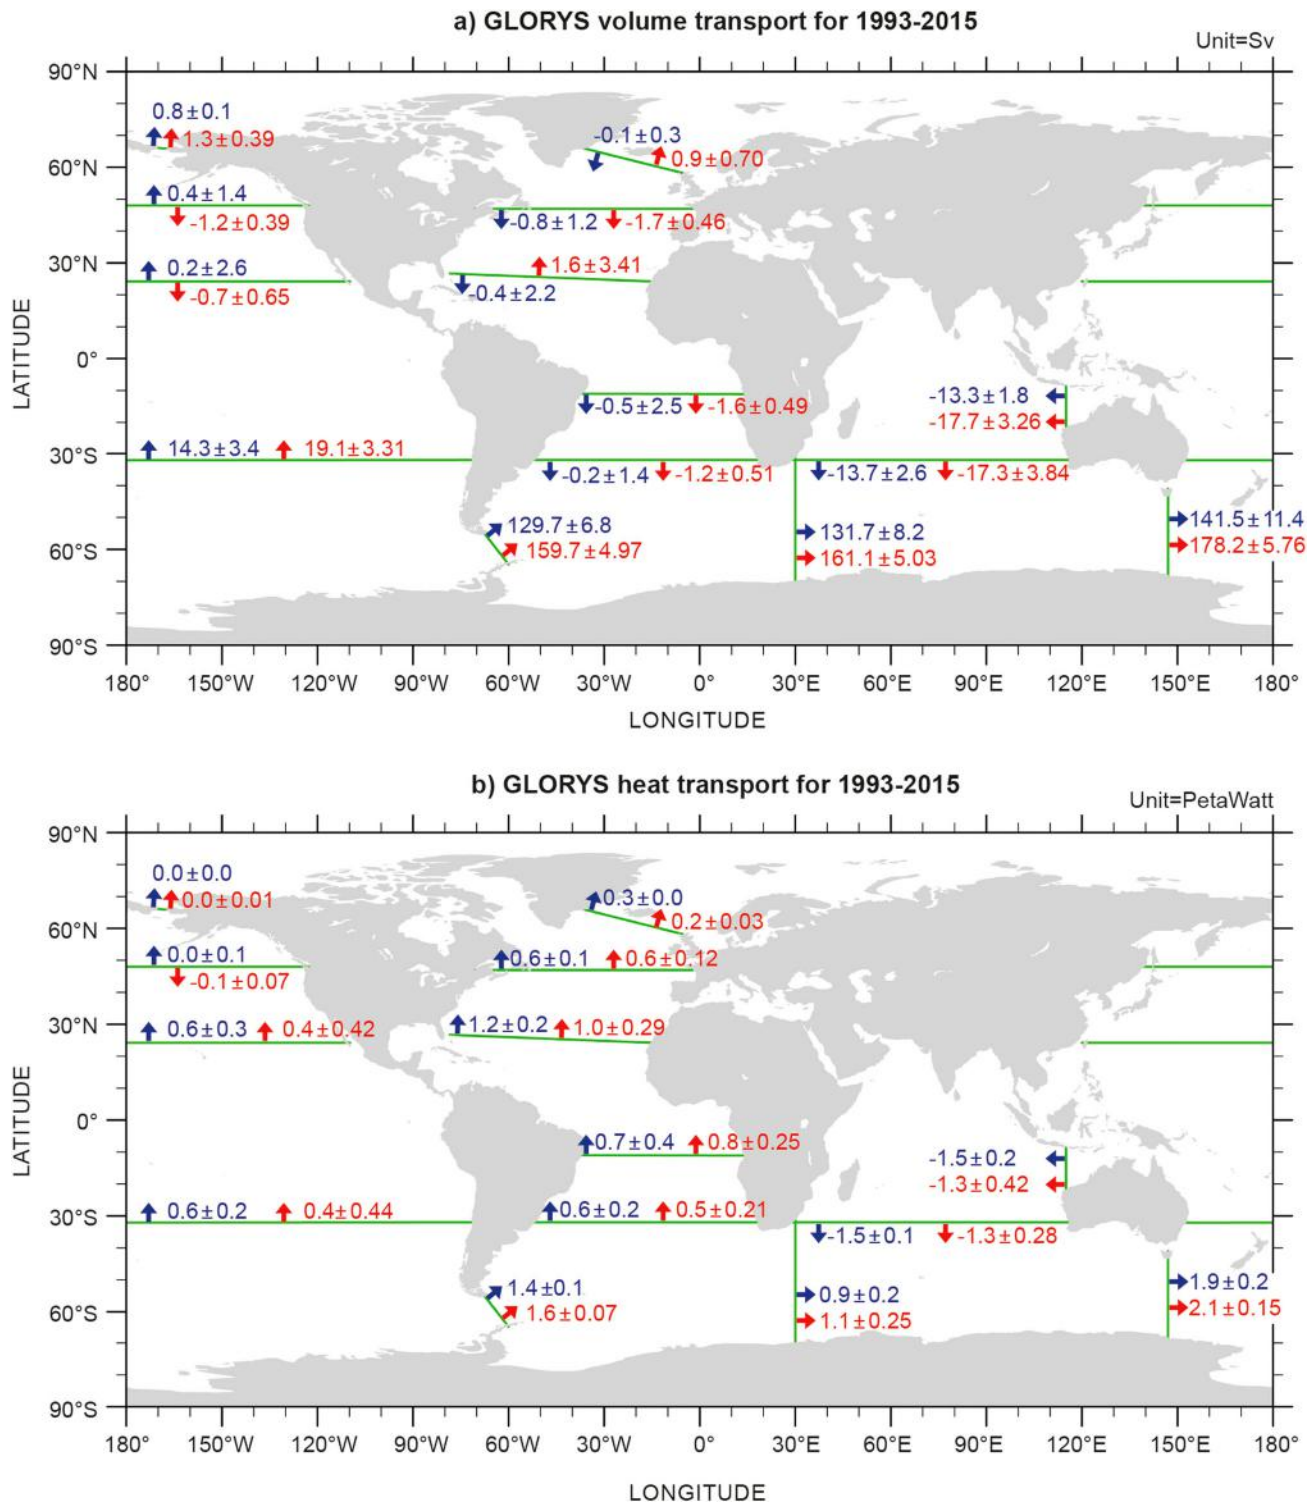 a) GLORYS volume transport for 1993-2015
Unit=Sv
90°N
0.8±0.1
1.3±0.39
-0.1±0.3
0.9±0.70
60°N
0.4±1.4
-1.2±0.39
-0.8±1.2
-1.7±0.46
30°N
0.2±2.6
-0.7±0.65
1.6±3.41
-0.4±2.2
LATITUDE
0°
-0.5±2.5
-1.6±0.49
-13.3±1.8
-17.7±3.26
30°S
14.3±3.4
19.1±3.31
-0.2±1.4
-1.2±0.51
-13.7±2.6
-17.3±3.84
129.7±6.8
159.7±4.97
131.7±8.2
161.1±5.03
141.5±11.4
178.2±5.76
60°S
90°S
180° 150°W 120°W 90°W 60°W 30°W 0° 30°E 60°E 90°E 120°E 150°E 180°
LONGITUDE
b) GLORYS heat transport for 1993-2015
Unit=PetaWatt
90°N
0.0±0.0
0.0±0.01
0.3±0.0
0.2±0.03
60°N
0.0±0.1
-0.1±0.07
0.6±0.1
0.6±0.12
30°N
0.6±0.3
0.4±0.42
1.2±0.2
1.0±0.29
LATITUDE
0°
0.7±0.4
0.8±0.25
-1.5±0.2
-1.3±0.42
30°S
0.6±0.2
0.4±0.44
0.6±0.2
0.5±0.21
-1.5±0.1
-1.3±0.28
1.4±0.1
1.6±0.07
0.9±0.2
1.1±0.25
1.9±0.2
2.1±0.15
60°S
90°S
180° 150°W 120°W 90°W 60°W 30°W 0° 30°E 60°E 90°E 120°E 150°E 180°
LONGITUDE